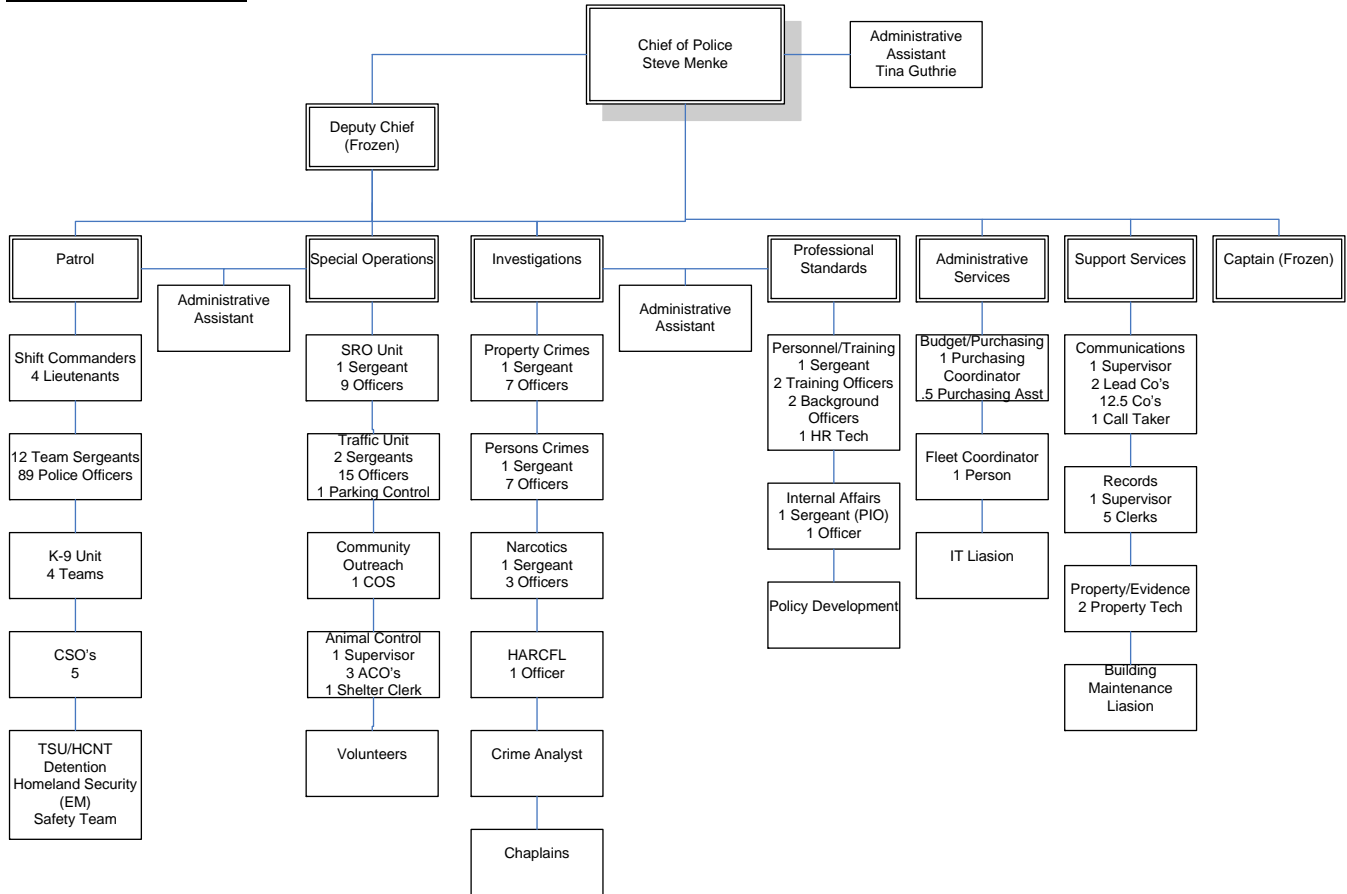 Chief of Police
Steve Menke
Administrative
Assistant
Tina Guthrie
Deputy Chief
(Frozen)
Patrol
Special Operations
Investigations
Professional
Standards
Administrative
Services
Support Services
Captain (Frozen)
Administrative
Assistant
Administrative
Assistant
Shift Commanders
4 Lieutenants
12 Team Sergeants
89 Police Officers
K-9 Unit
4 Teams
CSO's
5
TSU/HCNT
Detention
Homeland Security
(EM)
Safety Team
SRO Unit
1 Sergeant
9 Officers
Traffic Unit
2 Sergeants
15 Officers
1 Parking Control
Community
Outreach
1 COS
Animal Control
1 Supervisor
3 ACO's
1 Shelter Clerk
Volunteers
Property Crimes
1 Sergeant
7 Officers
Persons Crimes
1 Sergeant
7 Officers
Narcotics
1 Sergeant
3 Officers
HARCFL
1 Officer
Crime Analyst
Chaplains
Personnel/Training
1 Sergeant
2 Training Officers
2 Background
Officers
1 HR Tech
Internal Affairs
1 Sergeant (PIO)
1 Officer
Policy Development
Budget/Purchasing
1 Purchasing
Coordinator
.5 Purchasing Asst
Fleet Coordinator
1 Person
IT Liasion
Communications
1 Supervisor
2 Lead Co's
12.5 Co's
1 Call Taker
Records
1 Supervisor
5 Clerks
Property/Evidence
2 Property Tech
Building
Maintenance
Liasion